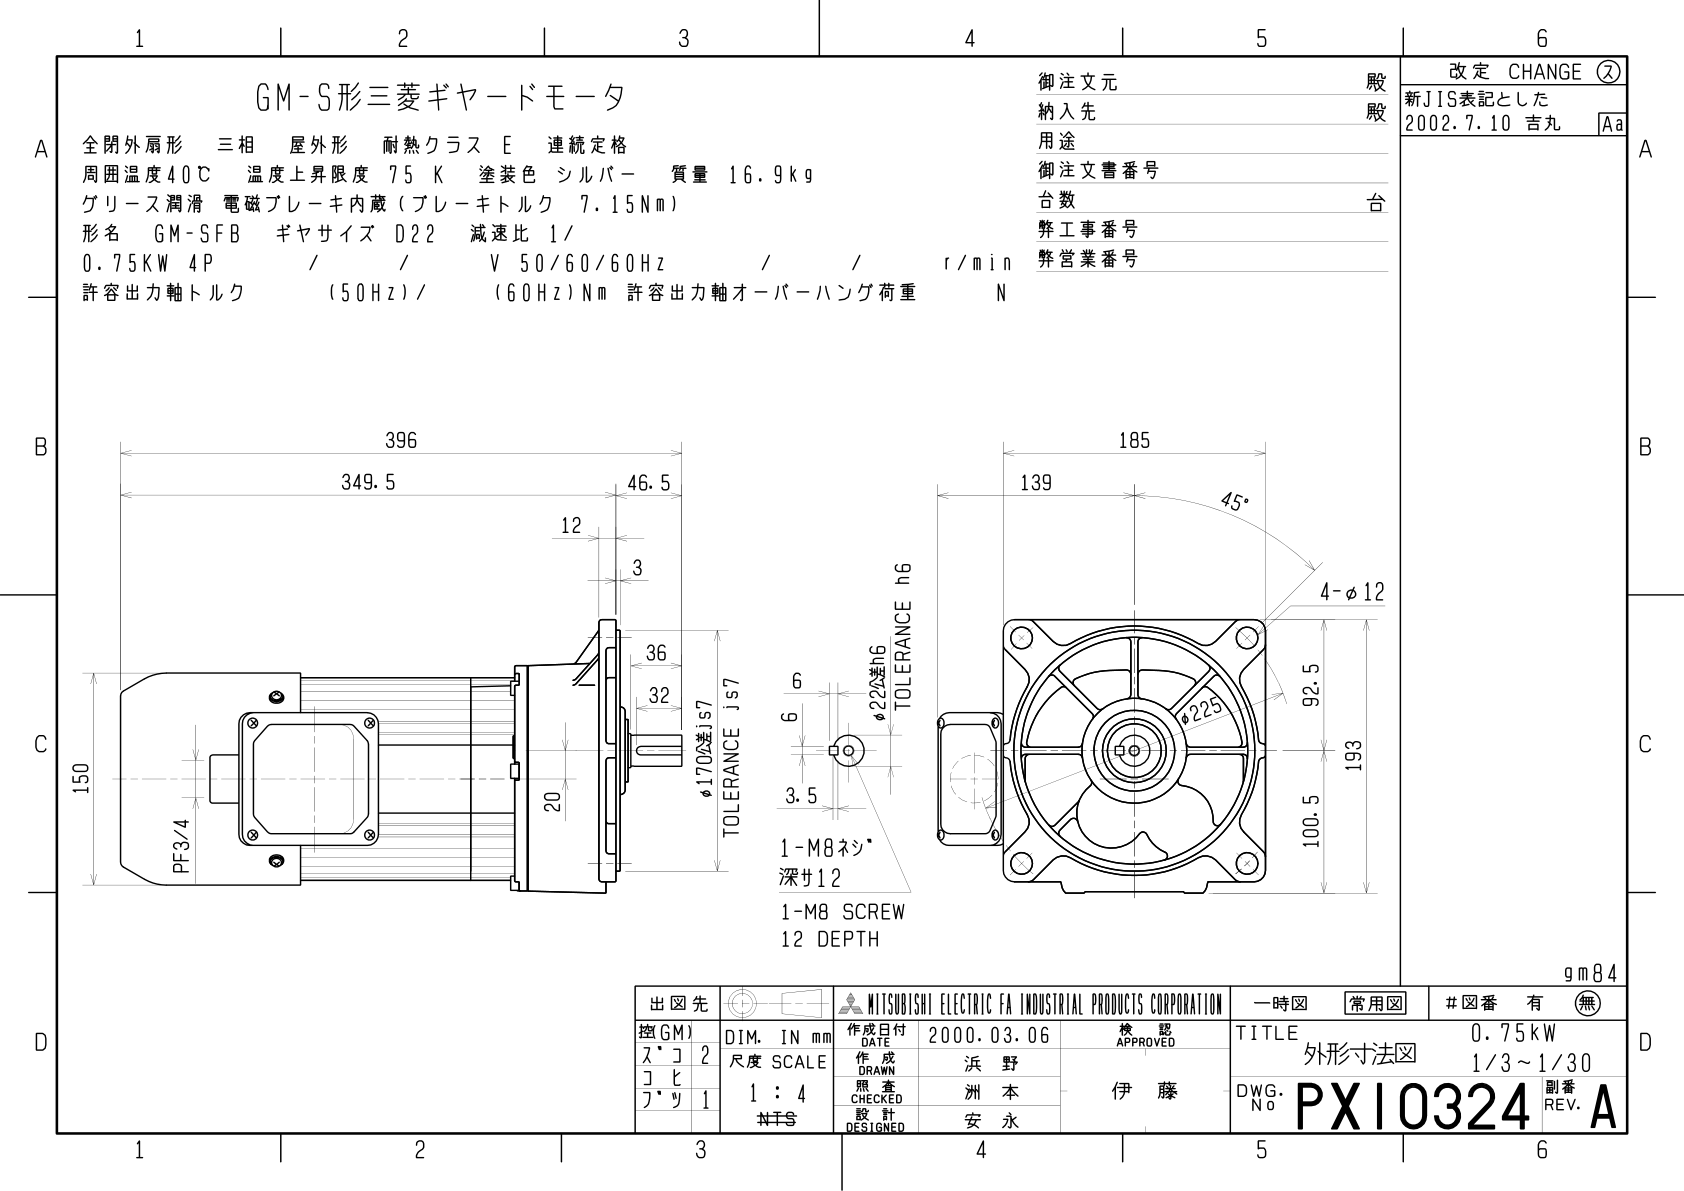 1 2 3 4 5 6
GM-S形三菱ギヤードモータ
全閉外扇形 三相 屋外形 耐熱クラス E 連続定格
周囲温度40℃ 温度上昇限度 75 K 塗装色 シルバー 質量 16.9kg
グリース潤滑 電磁ブレーキ内蔵(ブレーキトルク 7.15Nm)
形名 GM-SFB ギヤサイズ D22 減速比 1/
0.75KW 4P / / V 50/60/60Hz / / r/min
許容出力軸トルク (50Hz)/ (60Hz)Nm 許容出力軸オーバーハング荷重 N
御注文元 殿
納入先 殿
用途
御注文書番号
台数 台
弊工事番号
弊営業番号
改定 CHANGE ス
新JIS表記とした
2002.7.10 吉丸 Aa
A A
B B
C C
D D
396
349.5 46.5
12
3
36
32
150
PF3/4
20
φ170公差js7
TOLERANCE js7
6
6
3.5
φ22公差h6
TOLERANCE h6
1-M8ネジ
深サ12
1-M8 SCREW
12 DEPTH
185
139
45°
4-φ12
φ225
92.5
193
100.5
gm84
出図先
控(GM)
ズコ 2
コヒ
ブツ 1
DIM. IN mm
尺度 SCALE
1 : 4
NTS
MITSUBISHI ELECTRIC FA INDUSTRIAL PRODUCTS CORPORATION
作成日付 DATE 2000.03.06
作成 DRAWN 浜野
照査 CHECKED 洲本
設計 DESIGNED 安永
検認 APPROVED
伊藤
一時図 常用図 #図番 有 無
TITLE 外形寸法図
0.75kW
1/3~1/30
DWG. No PX10324
副番 REV. A
1 2 3 4 5 6